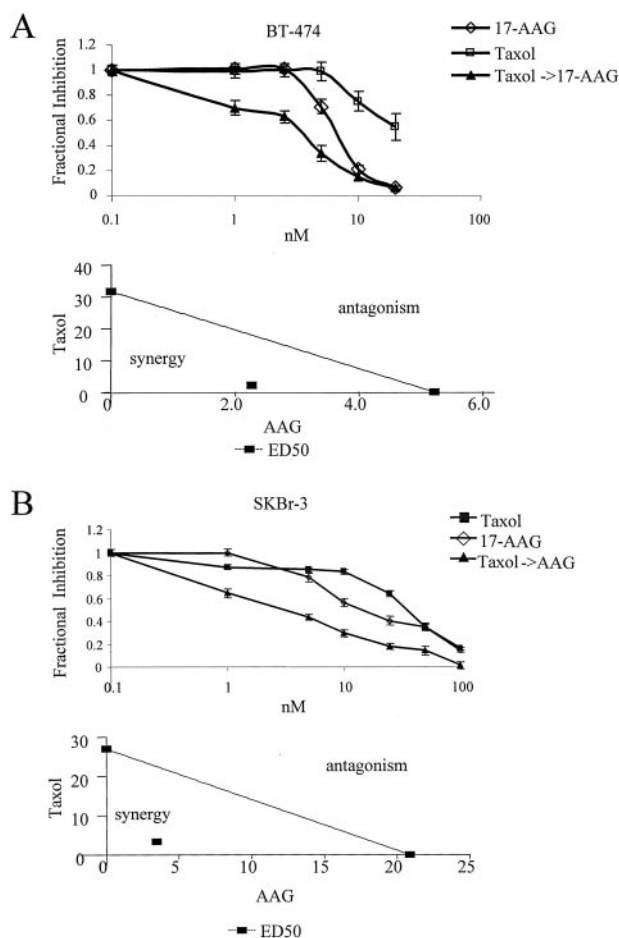 A
BT-474
17-AAG
Taxol
Taxol ->17-AAG
Fractional Inhibition
1.2
1
0.8
0.6
0.4
0.2
0
0.1 1 10 100
nM
Taxol
40
30
20
10
0
antagonism
synergy
0 2.0 4.0 6.0
AAG
ED50
B
SKBr-3
Taxol
17-AAG
Taxol ->AAG
Fractional Inhibition
1.2
1
0.8
0.6
0.4
0.2
0
0.1 1 10 100
nM
Taxol
30
20
10
0
antagonism
synergy
0 5 10 15 20 25
AAG
ED50